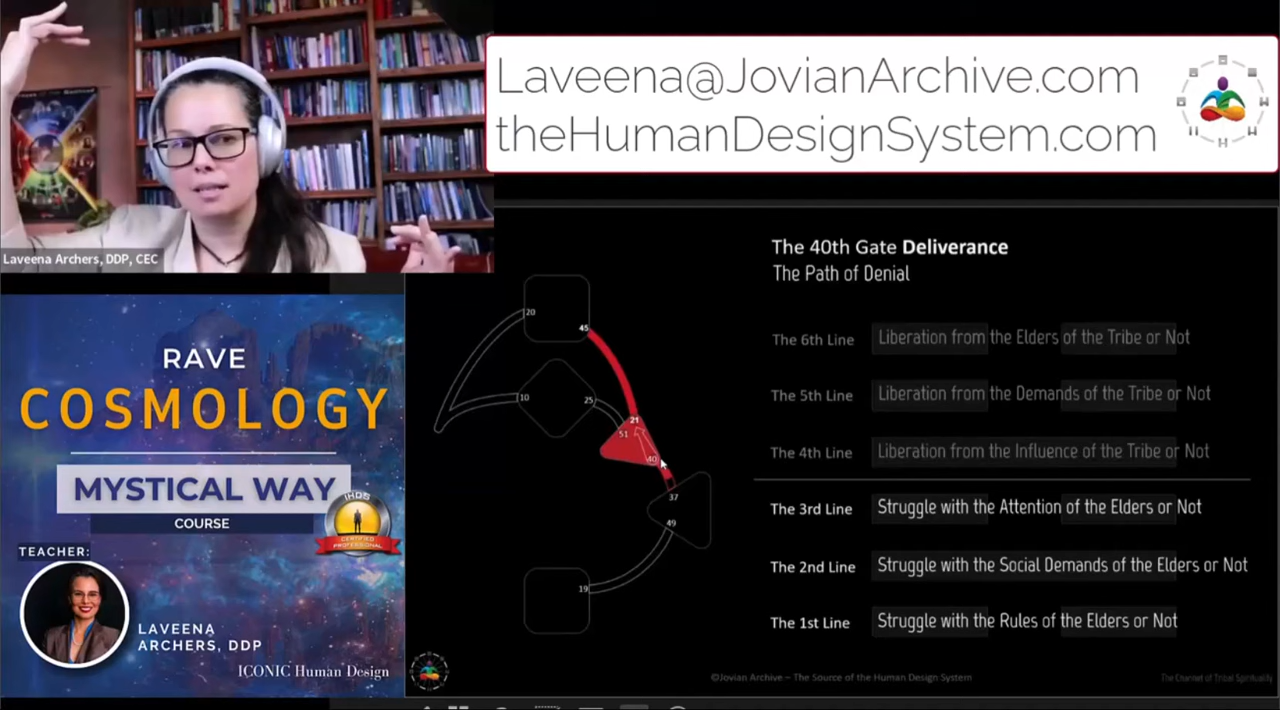 Laveena@JovianArchive.com
theHumanDesignSystem.com
Laveena Archers, DDP, CEC
RAVE
COSMOLOGY
MYSTICAL WAY
COURSE
IHDS
CERTIFIED
PROFESSIONAL
TEACHER:
LAVEENA
ARCHERS, DDP
ICONIC Human Design
The 40th Gate Deliverance
The Path of Denial
20
45
10
25
21
51
40
37
49
19
The 6th Line Liberation from the Elders of the Tribe or Not
The 5th Line Liberation from the Demands of the Tribe or Not
The 4th Line Liberation from the Influence of the Tribe or Not
The 3rd Line Struggle with the Attention of the Elders or Not
The 2nd Line Struggle with the Social Demands of the Elders or Not
The 1st Line Struggle with the Rules of the Elders or Not
©Jovian Archive – The Source of the Human Design System
The Channel of Tribal Spirituality